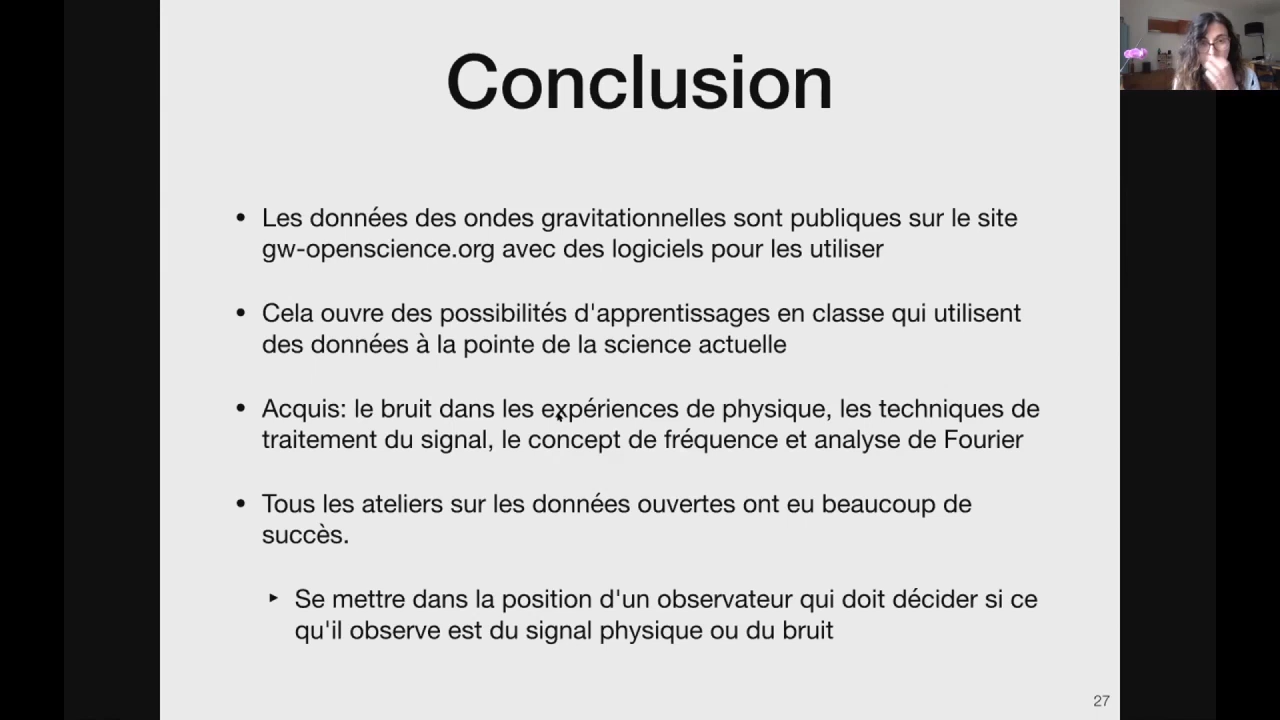 Conclusion
• Les données des ondes gravitationnelles sont publiques sur le site
gw-openscience.org avec des logiciels pour les utiliser
• Cela ouvre des possibilités d'apprentissages en classe qui utilisent
des données à la pointe de la science actuelle
• Acquis: le bruit dans les expériences de physique, les techniques de
traitement du signal, le concept de fréquence et analyse de Fourier
• Tous les ateliers sur les données ouvertes ont eu beaucoup de
succès.
‣ Se mettre dans la position d'un observateur qui doit décider si ce
qu'il observe est du signal physique ou du bruit
27